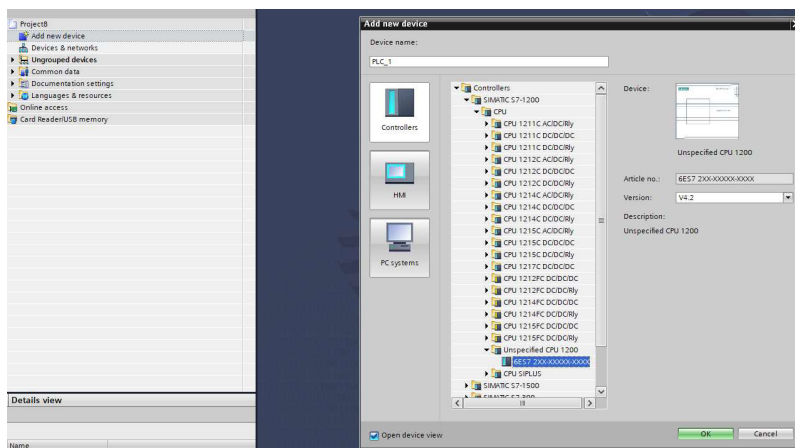 Project8
Add new device
Devices & networks
Ungrouped devices
Common data
Documentation settings
Languages & resources
Online access
Card Reader/USB memory
Details view
Name
Add new device
Device name:
PLC_1
Controllers
HMI
PC systems
Controllers
SIMATIC S7-1200
CPU
CPU 1211C AC/DC/Rly
CPU 1211C DC/DC/DC
CPU 1211C DC/DC/Rly
CPU 1212C AC/DC/Rly
CPU 1212C DC/DC/DC
CPU 1212C DC/DC/Rly
CPU 1214C AC/DC/Rly
CPU 1214C DC/DC/DC
CPU 1214C DC/DC/Rly
CPU 1215C AC/DC/Rly
CPU 1215C DC/DC/DC
CPU 1215C DC/DC/Rly
CPU 1217C DC/DC/DC
CPU 1212FC DC/DC/DC
CPU 1212FC DC/DC/Rly
CPU 1214FC DC/DC/DC
CPU 1214FC DC/DC/Rly
CPU 1215FC DC/DC/DC
CPU 1215FC DC/DC/Rly
Unspecified CPU 1200
6ES7 2XX-XXXXX-XXXX
CPU SIPLUS
SIMATIC S7-1500
SIMATIC S7-300
Device:
Unspecified CPU 1200
Article no.: 6ES7 2XX-XXXXX-XXXX
Version: V4.2
Description:
Unspecified CPU 1200
Open device view
OK Cancel